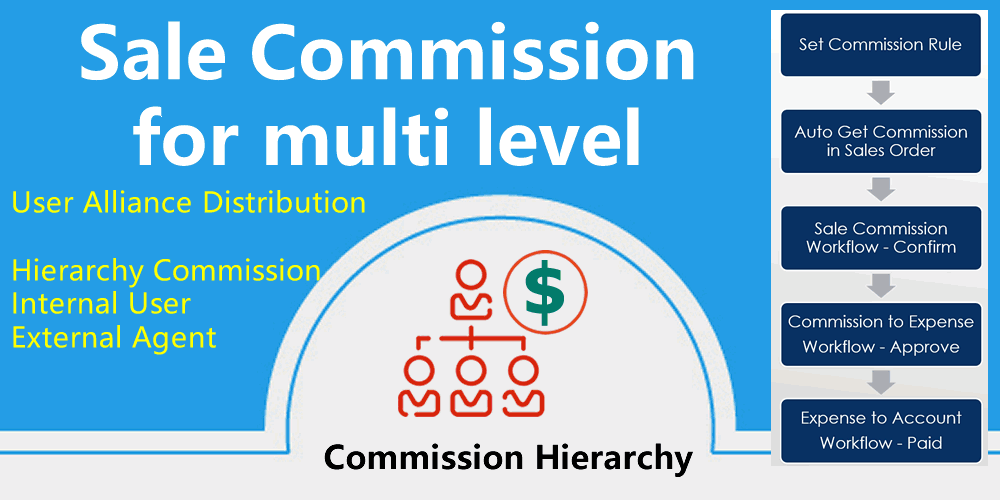 Sale Commission
for multi level
User Alliance Distribution
Hierarchy Commission
Internal User
External Agent
$
Commission Hierarchy
Set Commission Rule
Auto Get Commission
in Sales Order
Sale Commission
Workflow - Confirm
Commission to Expense
Workflow - Approve
Expense to Account
Workflow - Paid